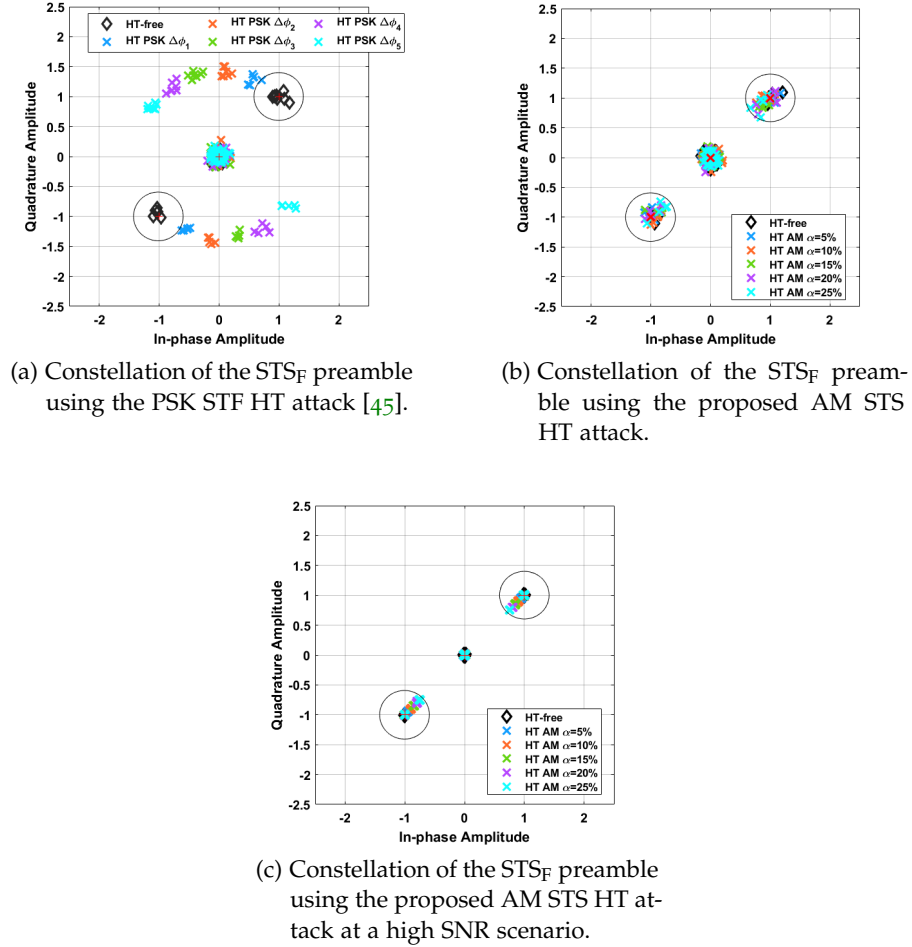 HT-free HT PSK Δϕ2 HT PSK Δϕ4
HT PSK Δϕ1 HT PSK Δϕ3 HT PSK Δϕ5
2.5
2
1.5
1
0.5
0
-0.5
-1
-1.5
-2
-2.5
Quadrature Amplitude
-2 -1 0 1 2
In-phase Amplitude
(a) Constellation of the STSF preamble
using the PSK STF HT attack [45].
2.5
2
1.5
1
0.5
0
-0.5
-1
-1.5
-2
-2.5
Quadrature Amplitude
HT-free
HT AM α=5%
HT AM α=10%
HT AM α=15%
HT AM α=20%
HT AM α=25%
-2 -1 0 1 2
In-phase Amplitude
(b) Constellation of the STSF pream-
ble using the proposed AM STS
HT attack.
2.5
2
1.5
1
0.5
0
-0.5
-1
-1.5
-2
-2.5
Quadrature Amplitude
HT-free
HT AM α=5%
HT AM α=10%
HT AM α=15%
HT AM α=20%
HT AM α=25%
-2 -1 0 1 2
In-phase Amplitude
(c) Constellation of the STSF preamble
using the proposed AM STS HT at-
tack at a high SNR scenario.